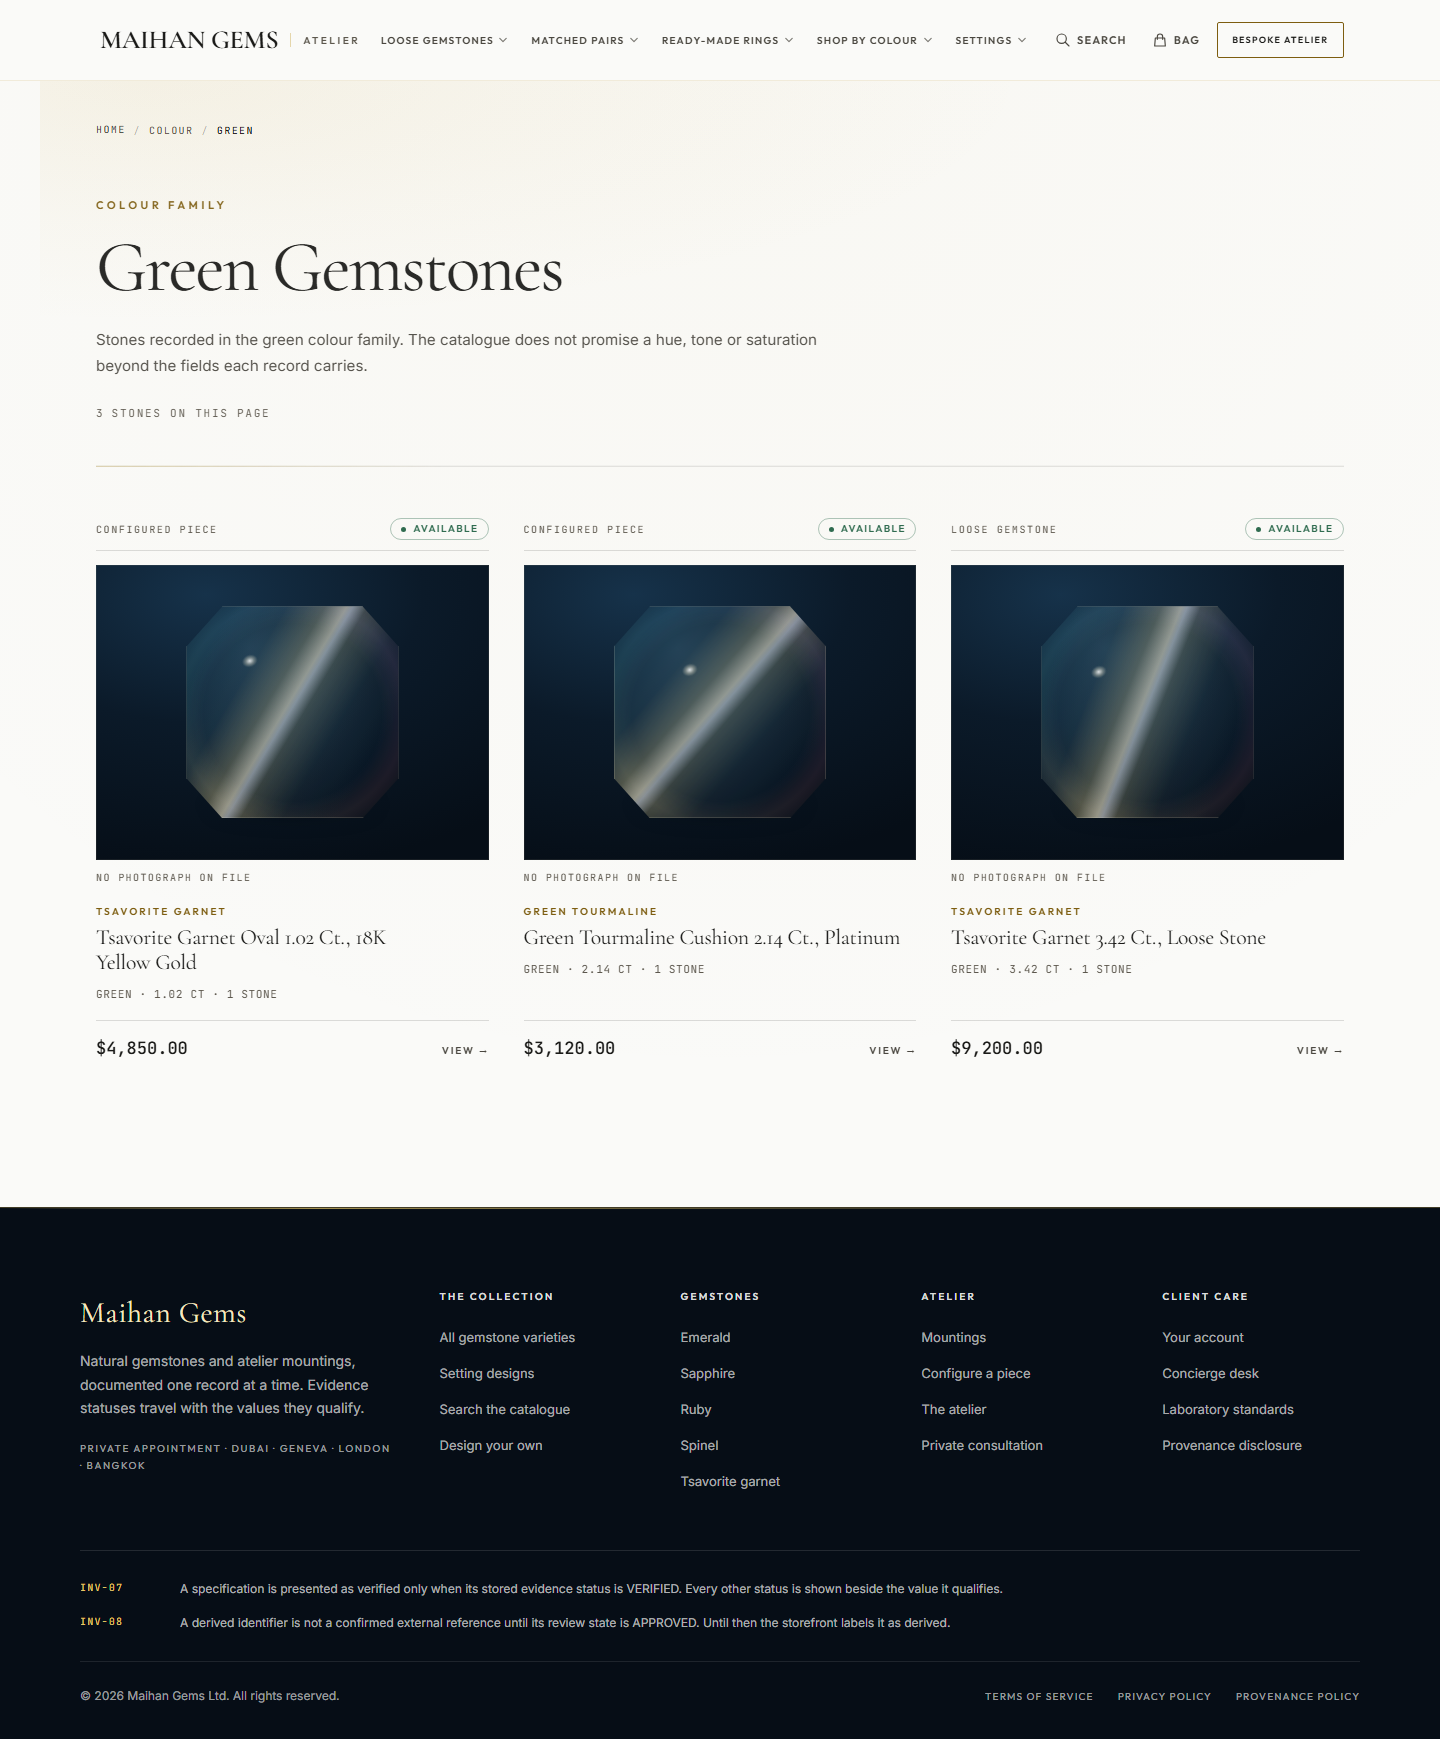 MAIHAN GEMS ATELIER LOOSE GEMSTONES MATCHED PAIRS READY-MADE RINGS SHOP BY COLOUR SETTINGS SEARCH BAG BESPOKE ATELIER
HOME / COLOUR / GREEN
COLOUR FAMILY
Green Gemstones
Stones recorded in the green colour family. The catalogue does not promise a hue, tone or saturation
beyond the fields each record carries.
3 STONES ON THIS PAGE
CONFIGURED PIECE
AVAILABLE
NO PHOTOGRAPH ON FILE
TSAVORITE GARNET
Tsavorite Garnet Oval 1.02 Ct., 18K
Yellow Gold
GREEN · 1.02 CT · 1 STONE
$4,850.00
VIEW →
CONFIGURED PIECE
AVAILABLE
NO PHOTOGRAPH ON FILE
GREEN TOURMALINE
Green Tourmaline Cushion 2.14 Ct., Platinum
GREEN · 2.14 CT · 1 STONE
$3,120.00
VIEW →
LOOSE GEMSTONE
AVAILABLE
NO PHOTOGRAPH ON FILE
TSAVORITE GARNET
Tsavorite Garnet 3.42 Ct., Loose Stone
GREEN · 3.42 CT · 1 STONE
$9,200.00
VIEW →
Maihan Gems
Natural gemstones and atelier mountings,
documented one record at a time. Evidence
statuses travel with the values they qualify.
PRIVATE APPOINTMENT · DUBAI · GENEVA · LONDON
· BANGKOK
THE COLLECTION
All gemstone varieties
Setting designs
Search the catalogue
Design your own
GEMSTONES
Emerald
Sapphire
Ruby
Spinel
Tsavorite garnet
ATELIER
Mountings
Configure a piece
The atelier
Private consultation
CLIENT CARE
Your account
Concierge desk
Laboratory standards
Provenance disclosure
INV-07 A specification is presented as verified only when its stored evidence status is VERIFIED. Every other status is shown beside the value it qualifies.
INV-08 A derived identifier is not a confirmed external reference until its review state is APPROVED. Until then the storefront labels it as derived.
© 2026 Maihan Gems Ltd. All rights reserved.
TERMS OF SERVICE PRIVACY POLICY PROVENANCE POLICY